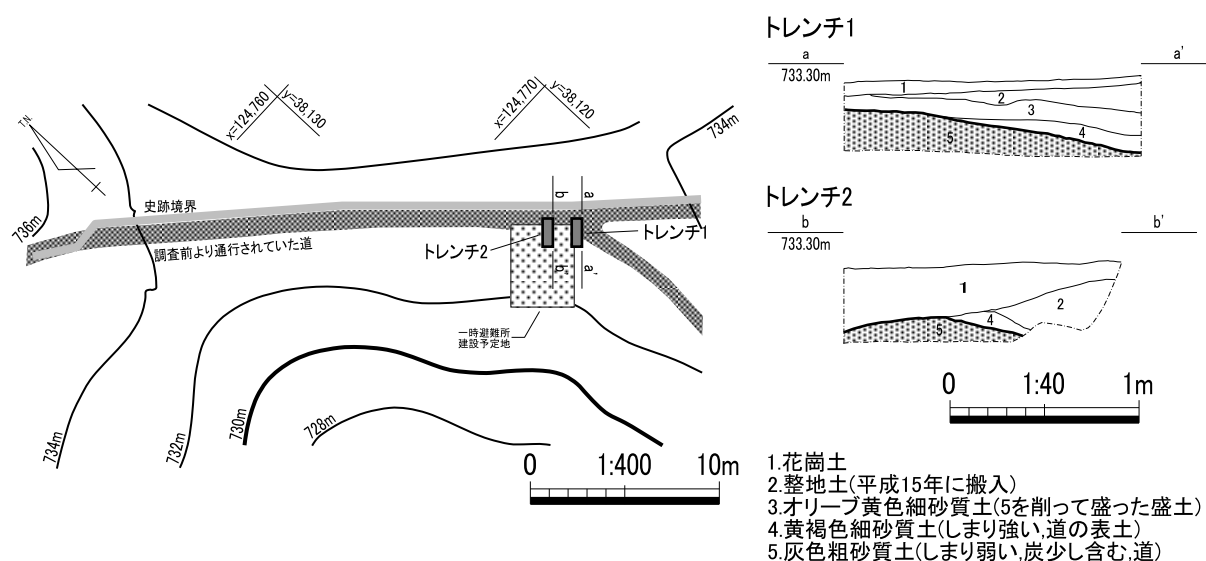 T.N.
x=124,760
y=38,130
x=124,770
y=38,120
734m
736m
史跡境界
調査前より通行されていた道
b
a
トレンチ2
トレンチ1
b'
a'
一時避難所
建設予定地
734m
732m
730m
728m
0 1:400 10m
トレンチ1
a a'
733.30m
1
2
3
4
5
トレンチ2
b b'
733.30m
1
2
4
5
0 1:40 1m
1.花崗土
2.整地土(平成15年に搬入)
3.オリーブ黄色細砂質土(5を削って盛った盛土)
4.黄褐色細砂質土(しまり強い,道の表土)
5.灰色粗砂質土(しまり弱い,炭少し含む,道)